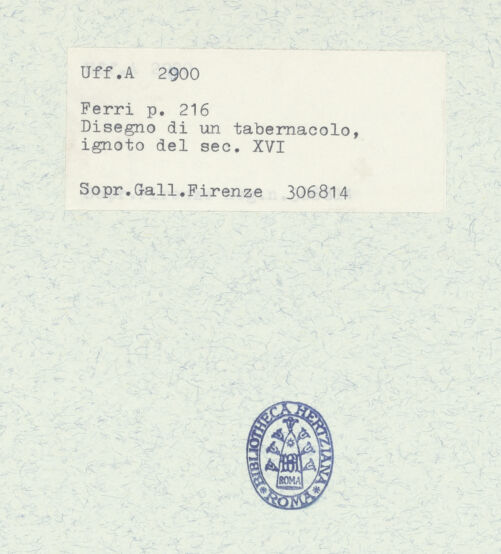 Uff.A 2900
Ferri p. 216
Disegno di un tabernacolo,
ignoto del sec. XVI
Sopr.Gall.Firenze 306814
BIBLIOTHECA HERTZIANA
ROMA
ROMA